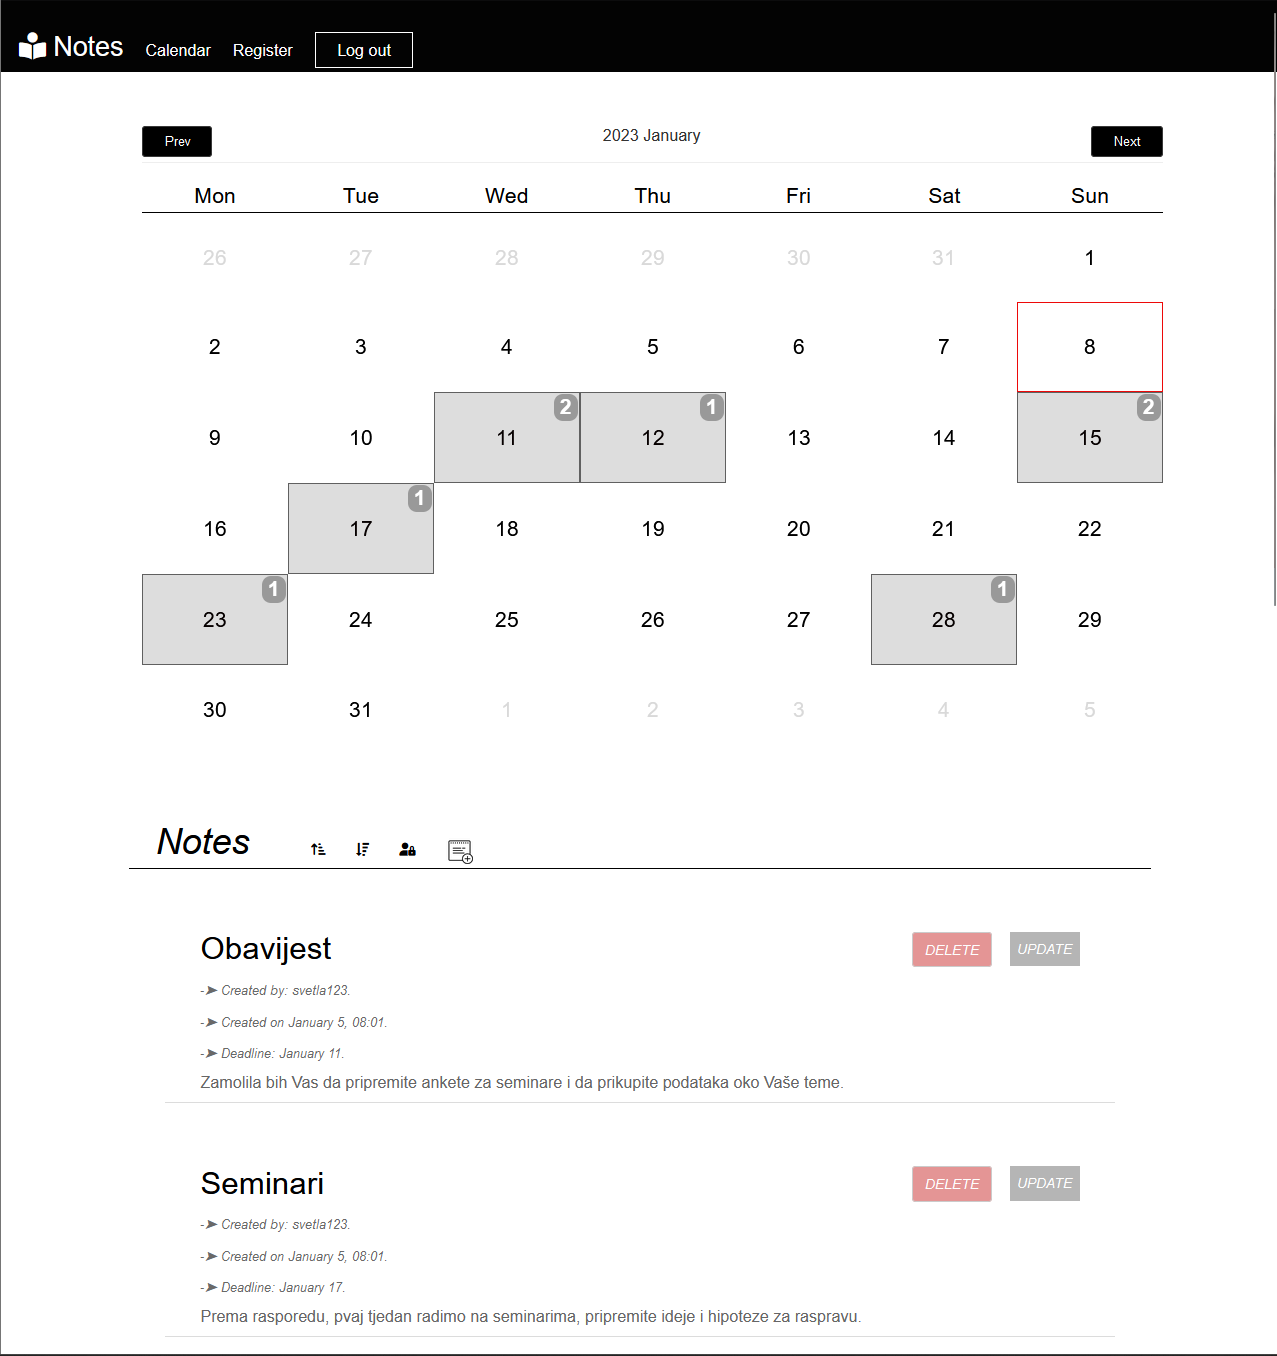 Notes Calendar Register Log out
Prev 2023 January Next
Mon Tue Wed Thu Fri Sat Sun
26 27 28 29 30 31 1
2 3 4 5 6 7 8
2 1 2
9 10 11 12 13 14 15
1
16 17 18 19 20 21 22
1 1
23 24 25 26 27 28 29
30 31 1 2 3 4 5
Notes
Obavijest DELETE UPDATE
-➤ Created by: svetla123.
-➤ Created on January 5, 08:01.
-➤ Deadline: January 11.
Zamolila bih Vas da pripremite ankete za seminare i da prikupite podataka oko Vaše teme.
Seminari DELETE UPDATE
-➤ Created by: svetla123.
-➤ Created on January 5, 08:01.
-➤ Deadline: January 17.
Prema rasporedu, pvaj tjedan radimo na seminarima, pripremite ideje i hipoteze za raspravu.